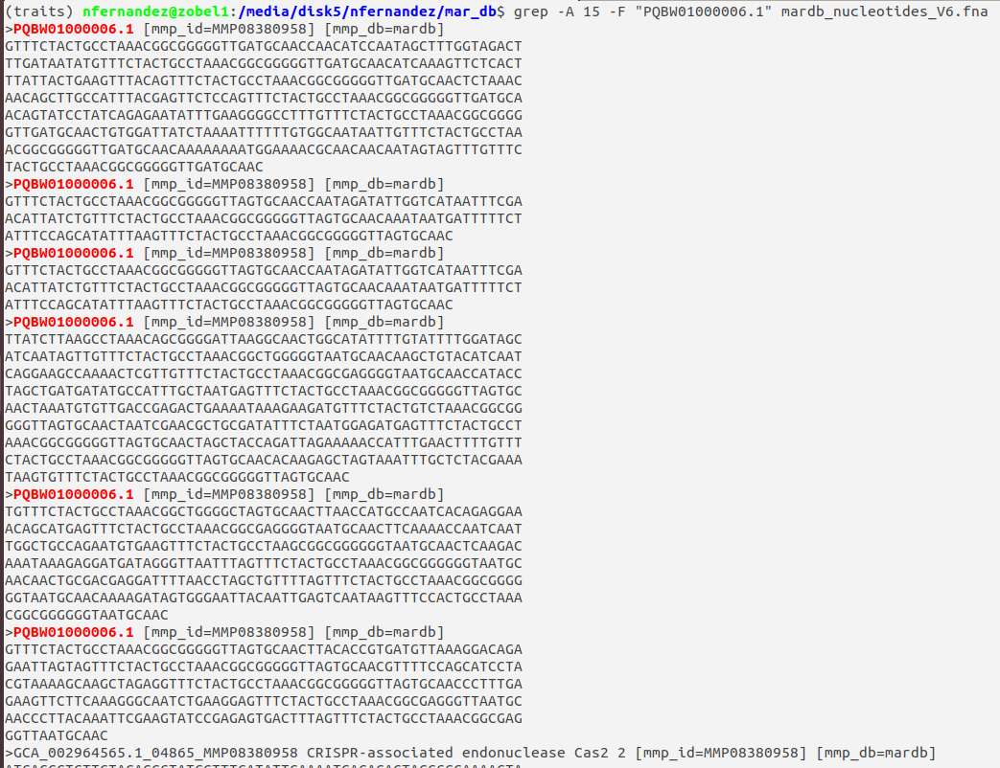 (traits) nfernandez@zobel1:/media/disk5/nfernandez/mar_db$ grep -A 15 -F "PQBW01000006.1" mardb_nucleotides_V6.fna
>PQBW01000006.1 [mmp_id=MMP08380958] [mmp_db=mardb]
GTTTCTACTGCCTAAACGGCGGGGGTTGATGCAACCAACATCCAATAGCTTTGGTAGACT
TTGATAATATGTTTCTACTGCCTAAACGGCGGGGGTTGATGCAACATCAAAGTTCTCACT
TTATTACTGAAGTTTACAGTTTCTACTGCCTAAACGGCGGGGGTTGATGCAACTCTAAAC
AACAGCTTGCCATTTACGAGTTCTCCAGTTTCTACTGCCTAAACGGCGGGGGTTGATGCA
ACAGTATCCTATCAGAGAATATTTGAAGGGGCCTTTGTTTCTACTGCCTAAACGGCGGGG
GTTGATGCAACTGTGGATTATCTAAAATTTTTTGTGGCAATAATTGTTTCTACTGCCTAA
ACGGCGGGGGTTGATGCAACAAAAAAAATGGAAAACGCAACAACAATAGTAGTTTGTTTC
TACTGCCTAAACGGCGGGGGTTGATGCAAC
>PQBW01000006.1 [mmp_id=MMP08380958] [mmp_db=mardb]
GTTTCTACTGCCTAAACGGCGGGGGTTAGTGCAACCAATAGATATTGGTCATAATTTCGA
ACATTATCTGTTTCTACTGCCTAAACGGCGGGGGTTAGTGCAACAAATAATGATTTTTCT
ATTTCCAGCATATTTAAGTTTCTACTGCCTAAACGGCGGGGGTTAGTGCAAC
>PQBW01000006.1 [mmp_id=MMP08380958] [mmp_db=mardb]
GTTTCTACTGCCTAAACGGCGGGGGTTAGTGCAACCAATAGATATTGGTCATAATTTCGA
ACATTATCTGTTTCTACTGCCTAAACGGCGGGGGTTAGTGCAACAAATAATGATTTTTCT
ATTTCCAGCATATTTAAGTTTCTACTGCCTAAACGGCGGGGGTTAGTGCAAC
>PQBW01000006.1 [mmp_id=MMP08380958] [mmp_db=mardb]
TTATCTTAAGCCTAAACAGCGGGGATTAAGGCAACTGGCATATTTTGTATTTTGGATAGC
ATCAATAGTTGTTTCTACTGCCTAAACGGCTGGGGGTAATGCAACAAGCTGTACATCAAT
CAGGAAGCCAAAACTCGTTGTTTCTACTGCCTAAACGGCGAGGGGTAATGCAACCATACC
TAGCTGATGATATGCCATTTGCTAATGAGTTTCTACTGCCTAAACGGCGGGGGTTAGTGC
AACTAAATGTGTTGACCGAGACTGAAAATAAAGAAGATGTTTCTACTGTCTAAACGGCGG
GGGTTAGTGCAACTAATCGAACGCTGCGATATTTCTAATGGAGATGAGTTTCTACTGCCT
AAACGGCGGGGGTTAGTGCAACTAGCTACCAGATTAGAAAAACCATTTGAACTTTTGTTT
CTACTGCCTAAACGGCGGGGGTTAGTGCAACACAAGAGCTAGTAAATTTGCTCTACGAAA
TAAGTGTTTCTACTGCCTAAACGGCGGGGGTTAGTGCAAC
>PQBW01000006.1 [mmp_id=MMP08380958] [mmp_db=mardb]
TGTTTCTACTGCCTAAACGGCTGGGGCTAGTGCAACTTAACCATGCCAATCACAGAGGAA
ACAGCATGAGTTTCTACTGCCTAAACGGCGAGGGGTAATGCAACTTCAAAACCAATCAAT
TGGCTGCCAGAATGTGAAGTTTCTACTGCCTAAGCGGCGGGGGGTAATGCAACTCAAGAC
AAATAAAGAGGATGATAGGGTTAATTTAGTTTCTACTGCCTAAACGGCGGGGGGTAATGC
AACAACTGCGACGAGGATTTTAACCTAGCTGTTTTAGTTTCTACTGCCTAAACGGCGGGG
GGTAATGCAACAAAAGATAGTGGGAATTACAATTGAGTCAATAAGTTTCCACTGCCTAAA
CGGCGGGGGGTAATGCAAC
>PQBW01000006.1 [mmp_id=MMP08380958] [mmp_db=mardb]
GTTTCTACTGCCTAAACGGCGGGGGTTAGTGCAACTTACACCGTGATGTTAAAGGACAGA
GAATTAGTAGTTTCTACTGCCTAAACGGCGGGGGTTAGTGCAACGTTTTCCAGCATCCTA
CGTAAAAGCAAGCTAGAGGTTTCTACTGCCTAAACGGCGGGGGTTAGTGCAACCCTTTGA
GAAGTTCTTCAAAGGGCAATCTGAAGGAGTTTCTACTGCCTAAACGGCGAGGGTTAATGC
AACCCTTACAAATTCGAAGTATCCGAGAGTGACTTTAGTTTCTACTGCCTAAACGGCGAG
GGTTAATGCAAC
>GCA_002964565.1_04865_MMP08380958 CRISPR-associated endonuclease Cas2 2 [mmp_id=MMP08380958] [mmp_db=mardb]